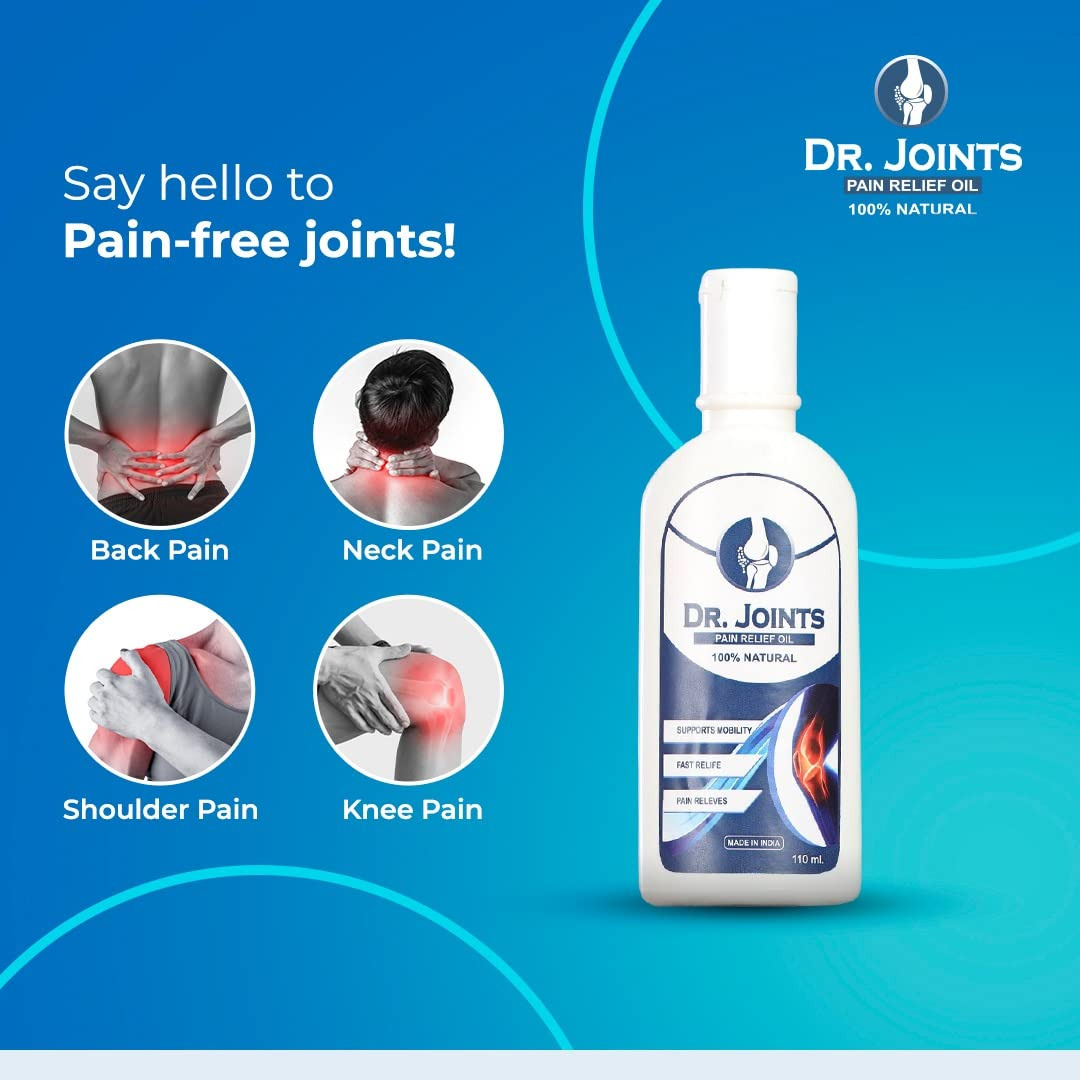 Say hello to
Pain-free joints!
Back Pain
Neck Pain
Shoulder Pain
Knee Pain
DR. JOINTS
PAIN RELIEF OIL
100% NATURAL
DR. JOINTS
PAIN RELIEF OIL
100% NATURAL
SUPPORTS MOBILITY
FAST RELIFE
PAIN RELEVES
MADE IN INDIA
110 ml.